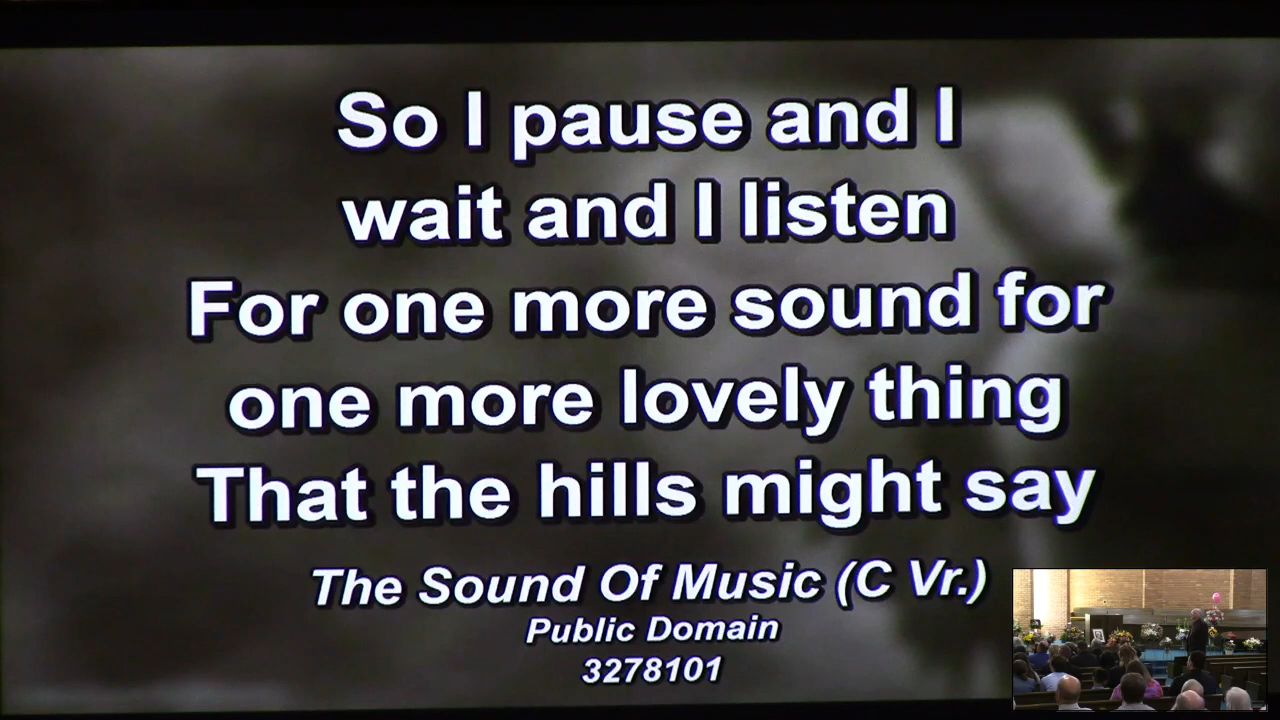 So I pause and I
wait and I listen
For one more sound for
one more lovely thing
That the hills might say
The Sound Of Music (C Vr.)
Public Domain
3278101